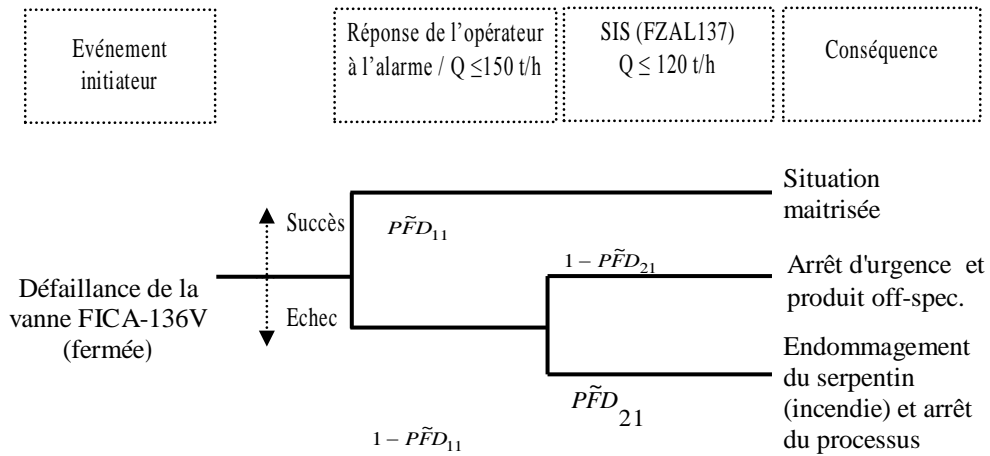 Evénement
initiateur
Réponse de l'opérateur
à l'alarme / Q ≤150 t/h
SIS (FZAL137)
Q ≤ 120 t/h
Conséquence
Situation
maitrisée
Succès
PF̃D₁₁
1 − PF̃D₂₁
Arrêt d'urgence et
produit off-spec.
Défaillance de la
vanne FICA-136V
(fermée)
Echec
Endommagement
du serpentin
(incendie) et arrêt
du processus
PF̃D₂₁
1 − PF̃D₁₁